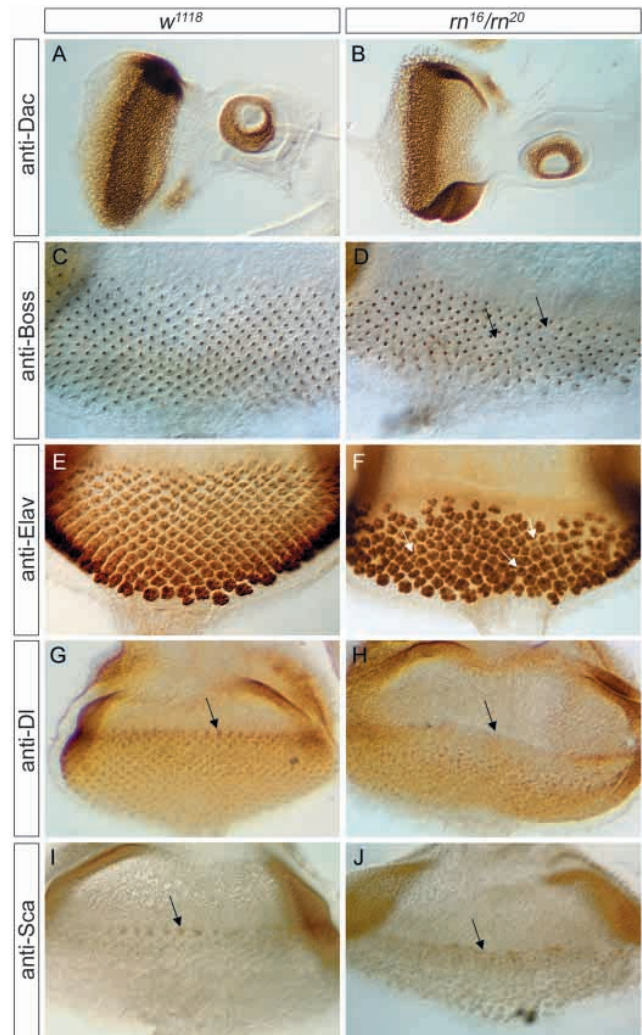 w¹¹¹⁸
rn¹⁶/rn²⁰
anti-Dac
A
B
anti-Boss
C
D
anti-Elav
E
F
anti-Dl
G
H
anti-Sca
I
J